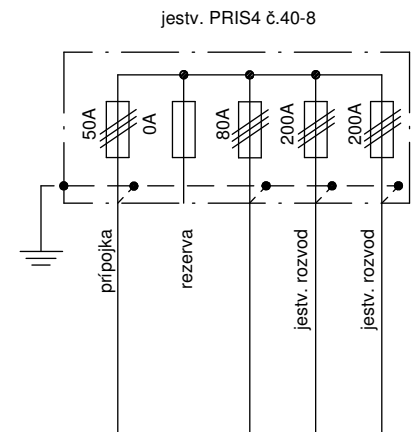 jestv. PRIS4 č.40-8
50A
0A
80A
200A
200A
prípojka
rezerva
jestv. rozvod
jestv. rozvod